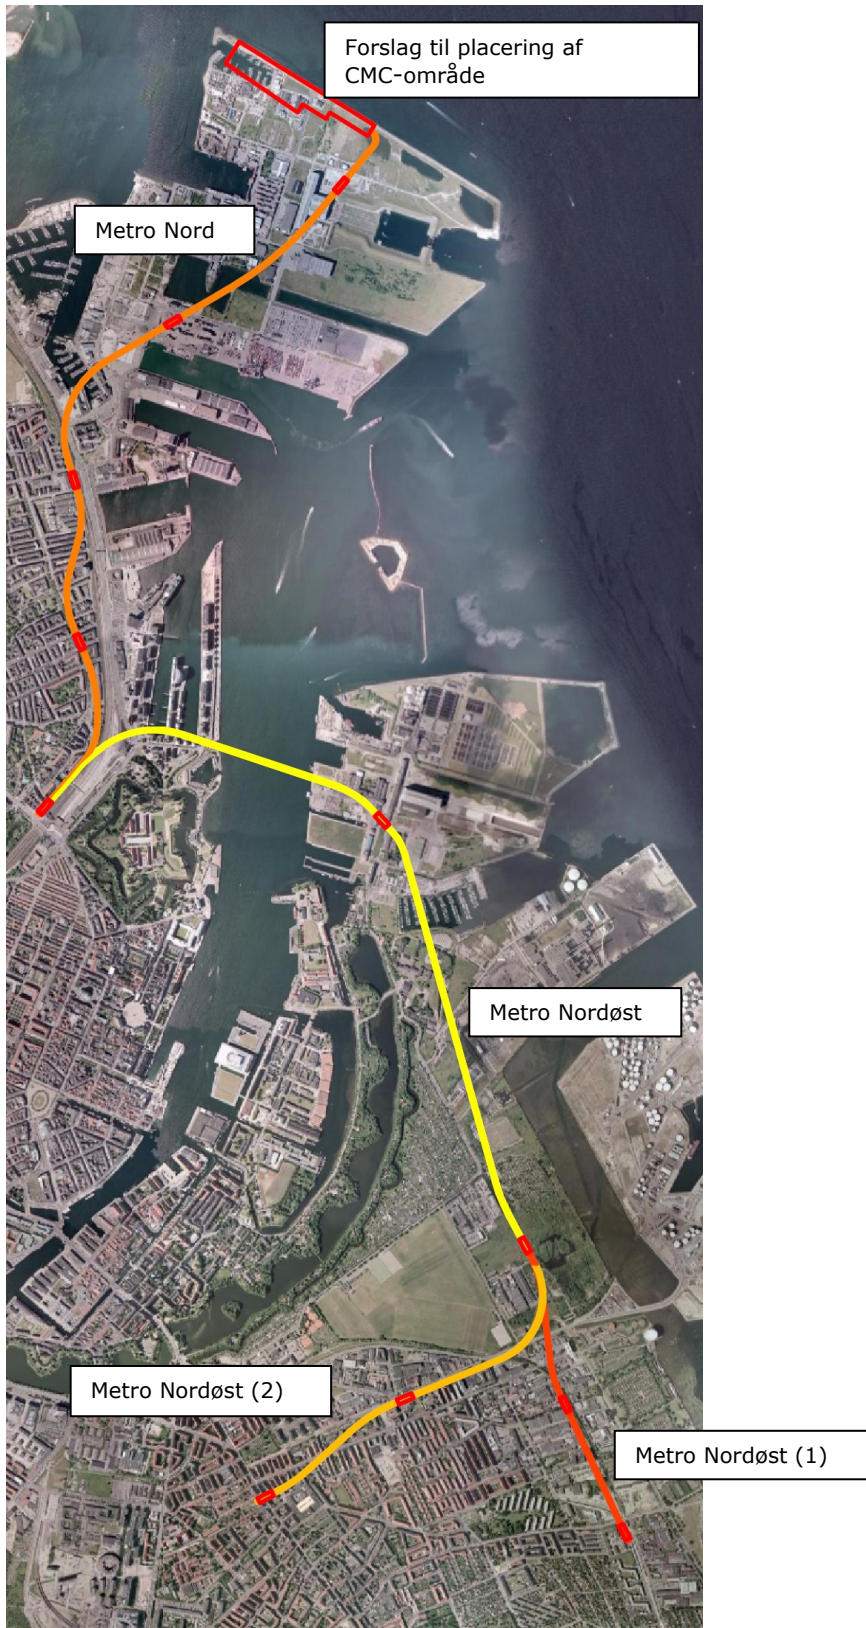 Forslag til placering af
CMC-område
Metro Nord
Metro Nordøst
Metro Nordøst (2)
Metro Nordøst (1)